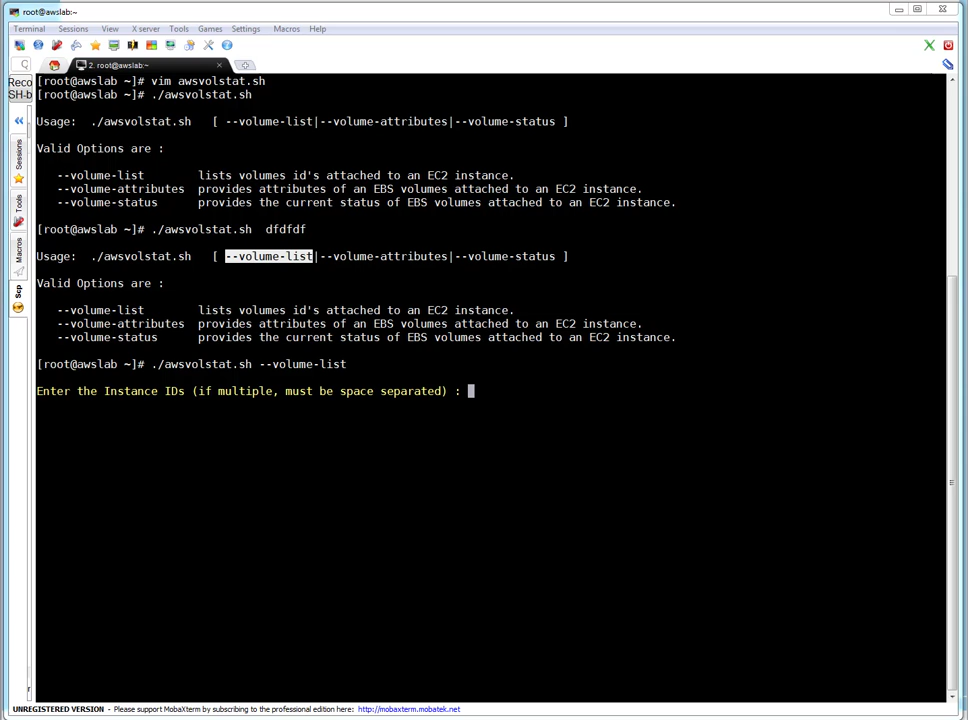 root@awslab:~
Terminal Sessions View X server Tools Games Settings Macros Help
2. root@awslab:~
Reco
SH-b
Sessions
Tools
Macros
Scp
[root@awslab ~]# vim awsvolstat.sh
[root@awslab ~]# ./awsvolstat.sh
Usage:  ./awsvolstat.sh   [ --volume-list|--volume-attributes|--volume-status ]
Valid Options are :
   --volume-list        lists volumes id's attached to an EC2 instance.
   --volume-attributes  provides attributes of an EBS volumes attached to an EC2 instance.
   --volume-status      provides the current status of EBS volumes attached to an EC2 instance.
[root@awslab ~]# ./awsvolstat.sh  dfdfdf
Usage:  ./awsvolstat.sh   [ --volume-list|--volume-attributes|--volume-status ]
Valid Options are :
   --volume-list        lists volumes id's attached to an EC2 instance.
   --volume-attributes  provides attributes of an EBS volumes attached to an EC2 instance.
   --volume-status      provides the current status of EBS volumes attached to an EC2 instance.
[root@awslab ~]# ./awsvolstat.sh --volume-list
Enter the Instance IDs (if multiple, must be space separated) :
UNREGISTERED VERSION - Please support MobaXterm by subscribing to the professional edition here: http://mobaxterm.mobatek.net